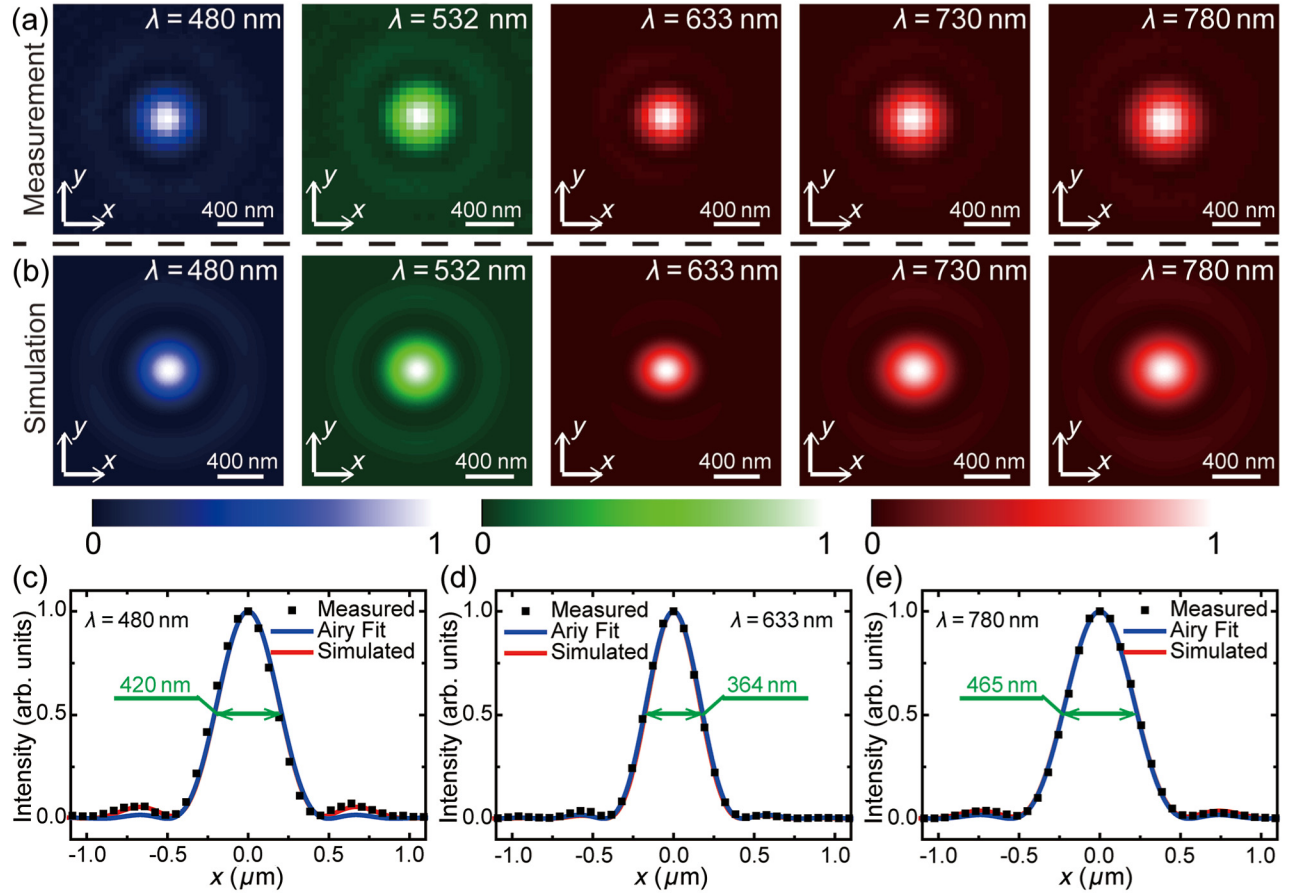 (a)
Measurement
λ = 480 nm
λ = 532 nm
λ = 633 nm
λ = 730 nm
λ = 780 nm
y
x
400 nm
y
x
400 nm
y
x
400 nm
y
x
400 nm
y
x
400 nm
(b)
Simulation
λ = 480 nm
λ = 532 nm
λ = 633 nm
λ = 730 nm
λ = 780 nm
y
x
400 nm
y
x
400 nm
y
x
400 nm
y
x
400 nm
y
x
400 nm
0 1
0 1
0 1
(c)
Intensity (arb. units)
1.0
0.5
0.0
λ = 480 nm
Measured
Airy Fit
Simulated
420 nm
-1.0 -0.5 0.0 0.5 1.0
x (μm)
(d)
Intensity (arb. units)
1.0
0.5
0.0
Measured
Ariy Fit
Simulated
λ = 633 nm
364 nm
-1.0 -0.5 0.0 0.5 1.0
x (μm)
(e)
Intensity (arb. units)
1.0
0.5
0.0
λ = 780 nm
Measured
Airy Fit
Simulated
465 nm
-1.0 -0.5 0.0 0.5 1.0
x (μm)